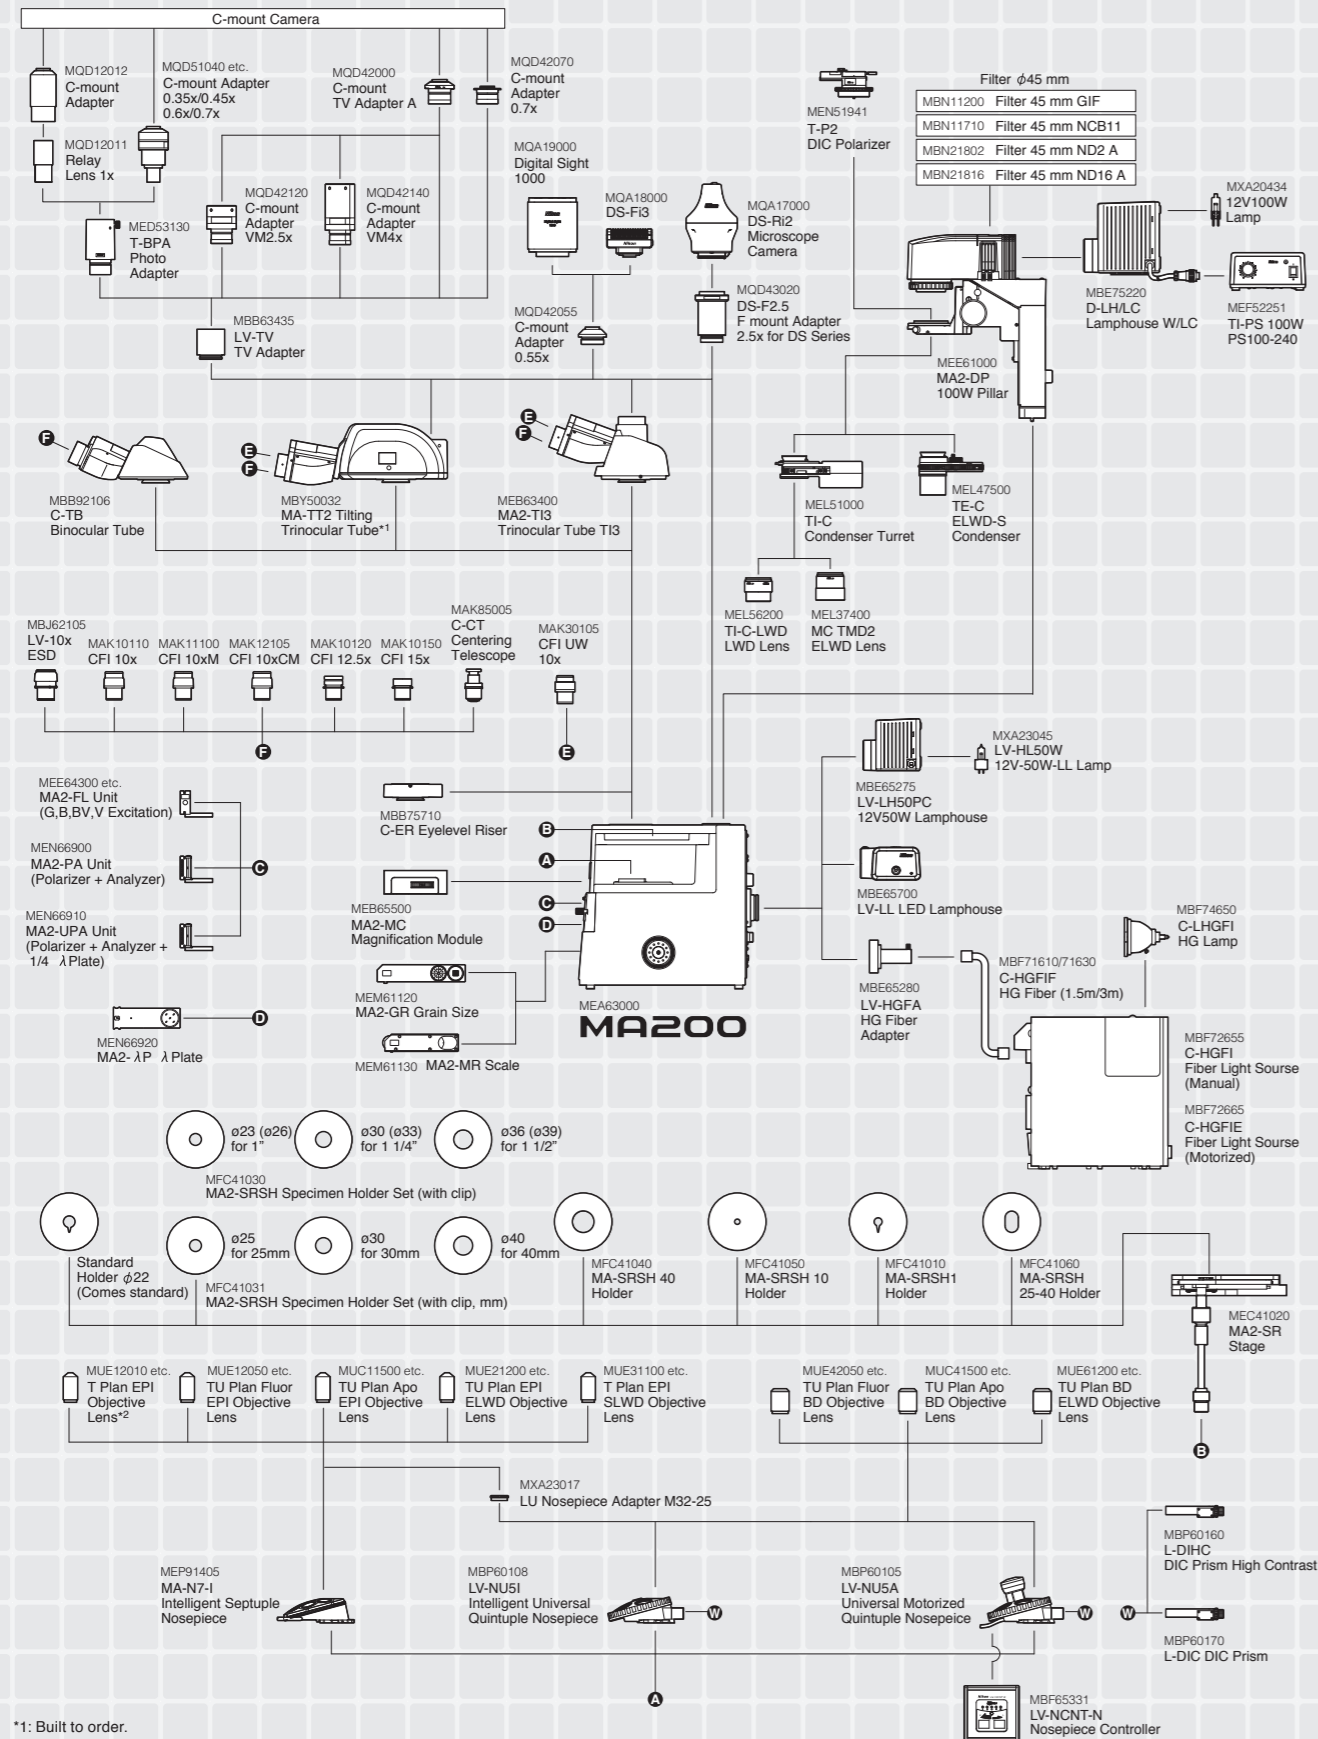 C-mount Camera
MQD12012
C-mount
Adapter
MQD51040 etc.
C-mount Adapter
0.35x/0.45x
0.6x/0.7x
MQD42000
C-mount
TV Adapter A
MQD42070
C-mount
Adapter
0.7x
MQD12011
Relay
Lens 1x
MED53130
T-BPA
Photo
Adapter
MQD42120
C-mount
Adapter
VM2.5x
MQD42140
C-mount
Adapter
VM4x
MQA19000
Digital Sight
1000
MQA18000
DS-Fi3
MQA17000
DS-Ri2
Microscope
Camera
MBB63435
LV-TV
TV Adapter
MQD42055
C-mount
Adapter
0.55x
MQD43020
DS-F2.5
F mount Adapter
2.5x for DS Series
MEN51941
T-P2
DIC Polarizer
Filter ϕ45 mm
MBN11200 Filter 45 mm GIF
MBN11710 Filter 45 mm NCB11
MBN21802 Filter 45 mm ND2 A
MBN21816 Filter 45 mm ND16 A
MXA20434
12V100W
Lamp
MBE75220
D-LH/LC
Lamphouse W/LC
MEF52251
TI-PS 100W
PS100-240
MEE61000
MA2-DP
100W Pillar
F
E
F
E
F
MBB92106
C-TB
Binocular Tube
MBY50032
MA-TT2 Tilting
Trinocular Tube*1
MEB63400
MA2-TI3
Trinocular Tube TI3
MEL51000
TI-C
Condenser Turret
MEL47500
TE-C
ELWD-S
Condenser
MEL56200
TI-C-LWD
LWD Lens
MEL37400
MC TMD2
ELWD Lens
MBJ62105
LV-10x
ESD
MAK10110
CFI 10x
MAK11100
CFI 10xM
MAK12105
CFI 10xCM
MAK10120
CFI 12.5x
MAK10150
CFI 15x
MAK85005
C-CT
Centering
Telescope
MAK30105
CFI UW
10x
F
E
MEE64300 etc.
MA2-FL Unit
(G,B,BV,V Excitation)
MEN66900
MA2-PA Unit
(Polarizer + Analyzer)
C
MEN66910
MA2-UPA Unit
(Polarizer + Analyzer +
1/4 λ Plate)
MEN66920
MA2- λP λ Plate
D
MBB75710
C-ER Eyelevel Riser
MEB65500
MA2-MC
Magnification Module
MEM61120
MA2-GR Grain Size
MEM61130 MA2-MR Scale
B
A
C
D
MEA63000
MA200
MXA23045
LV-HL50W
12V-50W-LL Lamp
MBE65275
LV-LH50PC
12V50W Lamphouse
MBE65700
LV-LL LED Lamphouse
MBE65280
LV-HGFA
HG Fiber
Adapter
MBF71610/71630
C-HGFIF
HG Fiber (1.5m/3m)
MBF74650
C-LHGFI
HG Lamp
MBF72655
C-HGFI
Fiber Light Sourse
(Manual)
MBF72665
C-HGFIE
Fiber Light Sourse
(Motorized)
ø23 (ø26)
for 1”
ø30 (ø33)
for 1 1/4”
ø36 (ø39)
for 1 1/2”
MFC41030
MA2-SRSH Specimen Holder Set (with clip)
Standard
Holder ϕ22
(Comes standard)
ø25
for 25mm
ø30
for 30mm
ø40
for 40mm
MFC41031
MA2-SRSH Specimen Holder Set (with clip, mm)
MFC41040
MA-SRSH 40
Holder
MFC41050
MA-SRSH 10
Holder
MFC41010
MA-SRSH1
Holder
MFC41060
MA-SRSH
25-40 Holder
MEC41020
MA2-SR
Stage
B
MUE12010 etc.
T Plan EPI
Objective
Lens*2
MUE12050 etc.
TU Plan Fluor
EPI Objective
Lens
MUC11500 etc.
TU Plan Apo
EPI Objective
Lens
MUE21200 etc.
TU Plan EPI
ELWD Objective
Lens
MUE31100 etc.
T Plan EPI
SLWD Objective
Lens
MUE42050 etc.
TU Plan Fluor
BD Objective
Lens
MUC41500 etc.
TU Plan Apo
BD Objective
Lens
MUE61200 etc.
TU Plan BD
ELWD Objective
Lens
MXA23017
LU Nosepiece Adapter M32-25
MEP91405
MA-N7-I
Intelligent Septuple
Nosepiece
MBP60108
LV-NU5I
Intelligent Universal
Quintuple Nosepiece
W
MBP60105
LV-NU5A
Universal Motorized
Quintuple Nosepeice
W
W
MBP60160
L-DIHC
DIC Prism High Contrast
MBP60170
L-DIC DIC Prism
A
MBF65331
LV-NCNT-N
Nosepiece Controller
*1: Built to order.